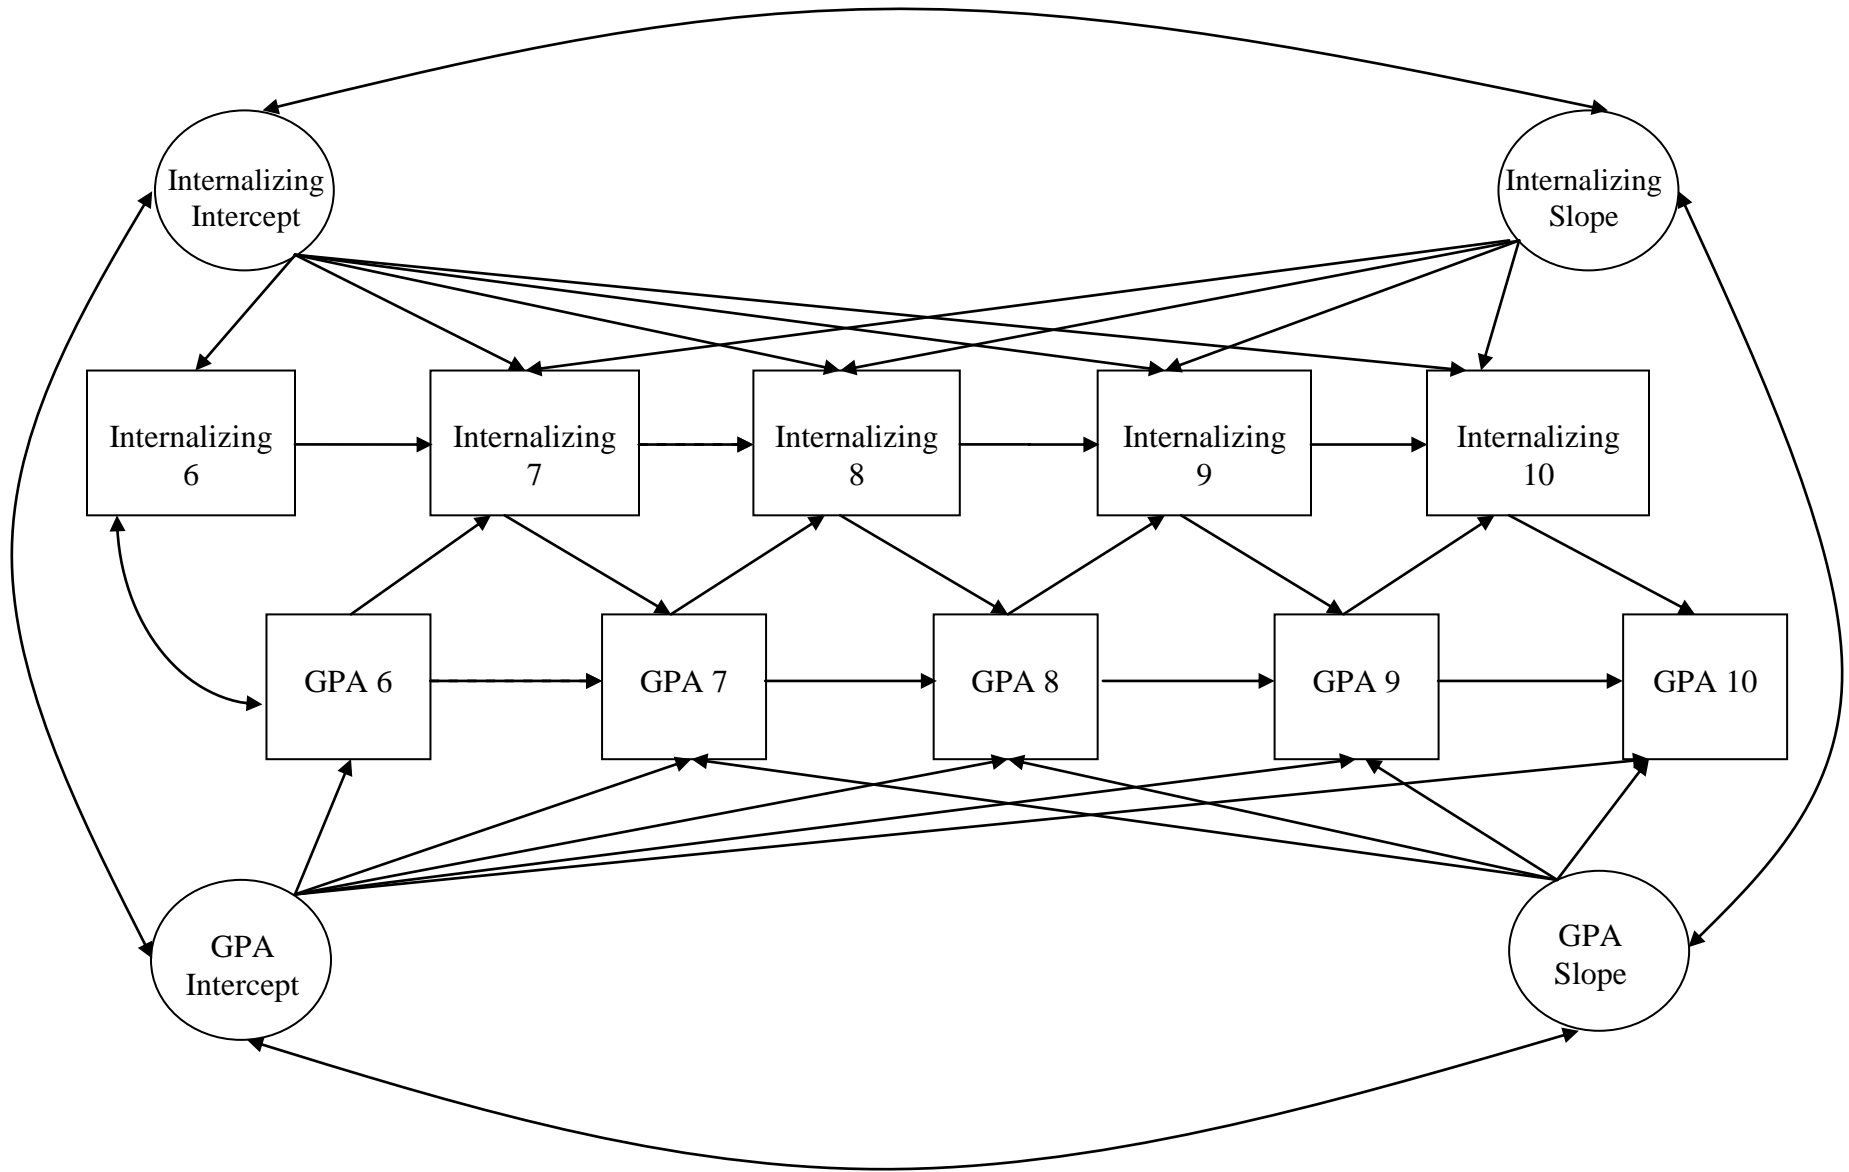 Internalizing
Intercept
Internalizing
Slope
Internalizing
6
Internalizing
7
Internalizing
8
Internalizing
9
Internalizing
10
GPA 6
GPA 7
GPA 8
GPA 9
GPA 10
GPA
Intercept
GPA
Slope